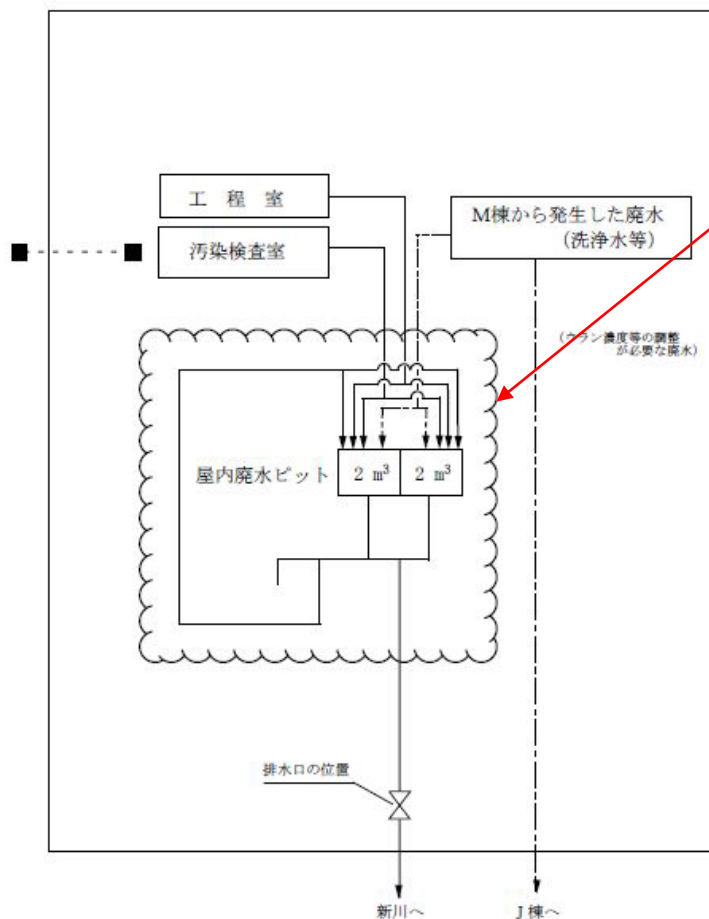 工 程 室
汚染検査室
M棟から発生した廃水
(洗浄水等)
(ウラン濃度等の調整
が必要な廃水)
屋内廃水ピット
2 m³
2 m³
排水口の位置
新川へ
J棟へ